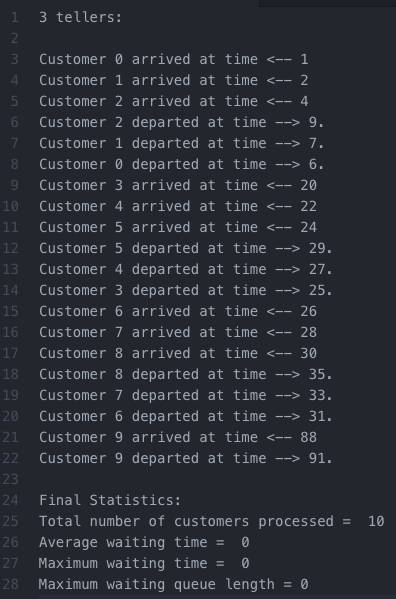 1 3 tellers:
2
3 Customer 0 arrived at time <-- 1
4 Customer 1 arrived at time <-- 2
5 Customer 2 arrived at time <-- 4
6 Customer 2 departed at time --> 9.
7 Customer 1 departed at time --> 7.
8 Customer 0 departed at time --> 6.
9 Customer 3 arrived at time <-- 20
10 Customer 4 arrived at time <-- 22
11 Customer 5 arrived at time <-- 24
12 Customer 5 departed at time --> 29.
13 Customer 4 departed at time --> 27.
14 Customer 3 departed at time --> 25.
15 Customer 6 arrived at time <-- 26
16 Customer 7 arrived at time <-- 28
17 Customer 8 arrived at time <-- 30
18 Customer 8 departed at time --> 35.
19 Customer 7 departed at time --> 33.
20 Customer 6 departed at time --> 31.
21 Customer 9 arrived at time <-- 88
22 Customer 9 departed at time --> 91.
23
24 Final Statistics:
25 Total number of customers processed =  10
26 Average waiting time =  0
27 Maximum waiting time =  0
28 Maximum waiting queue length = 0